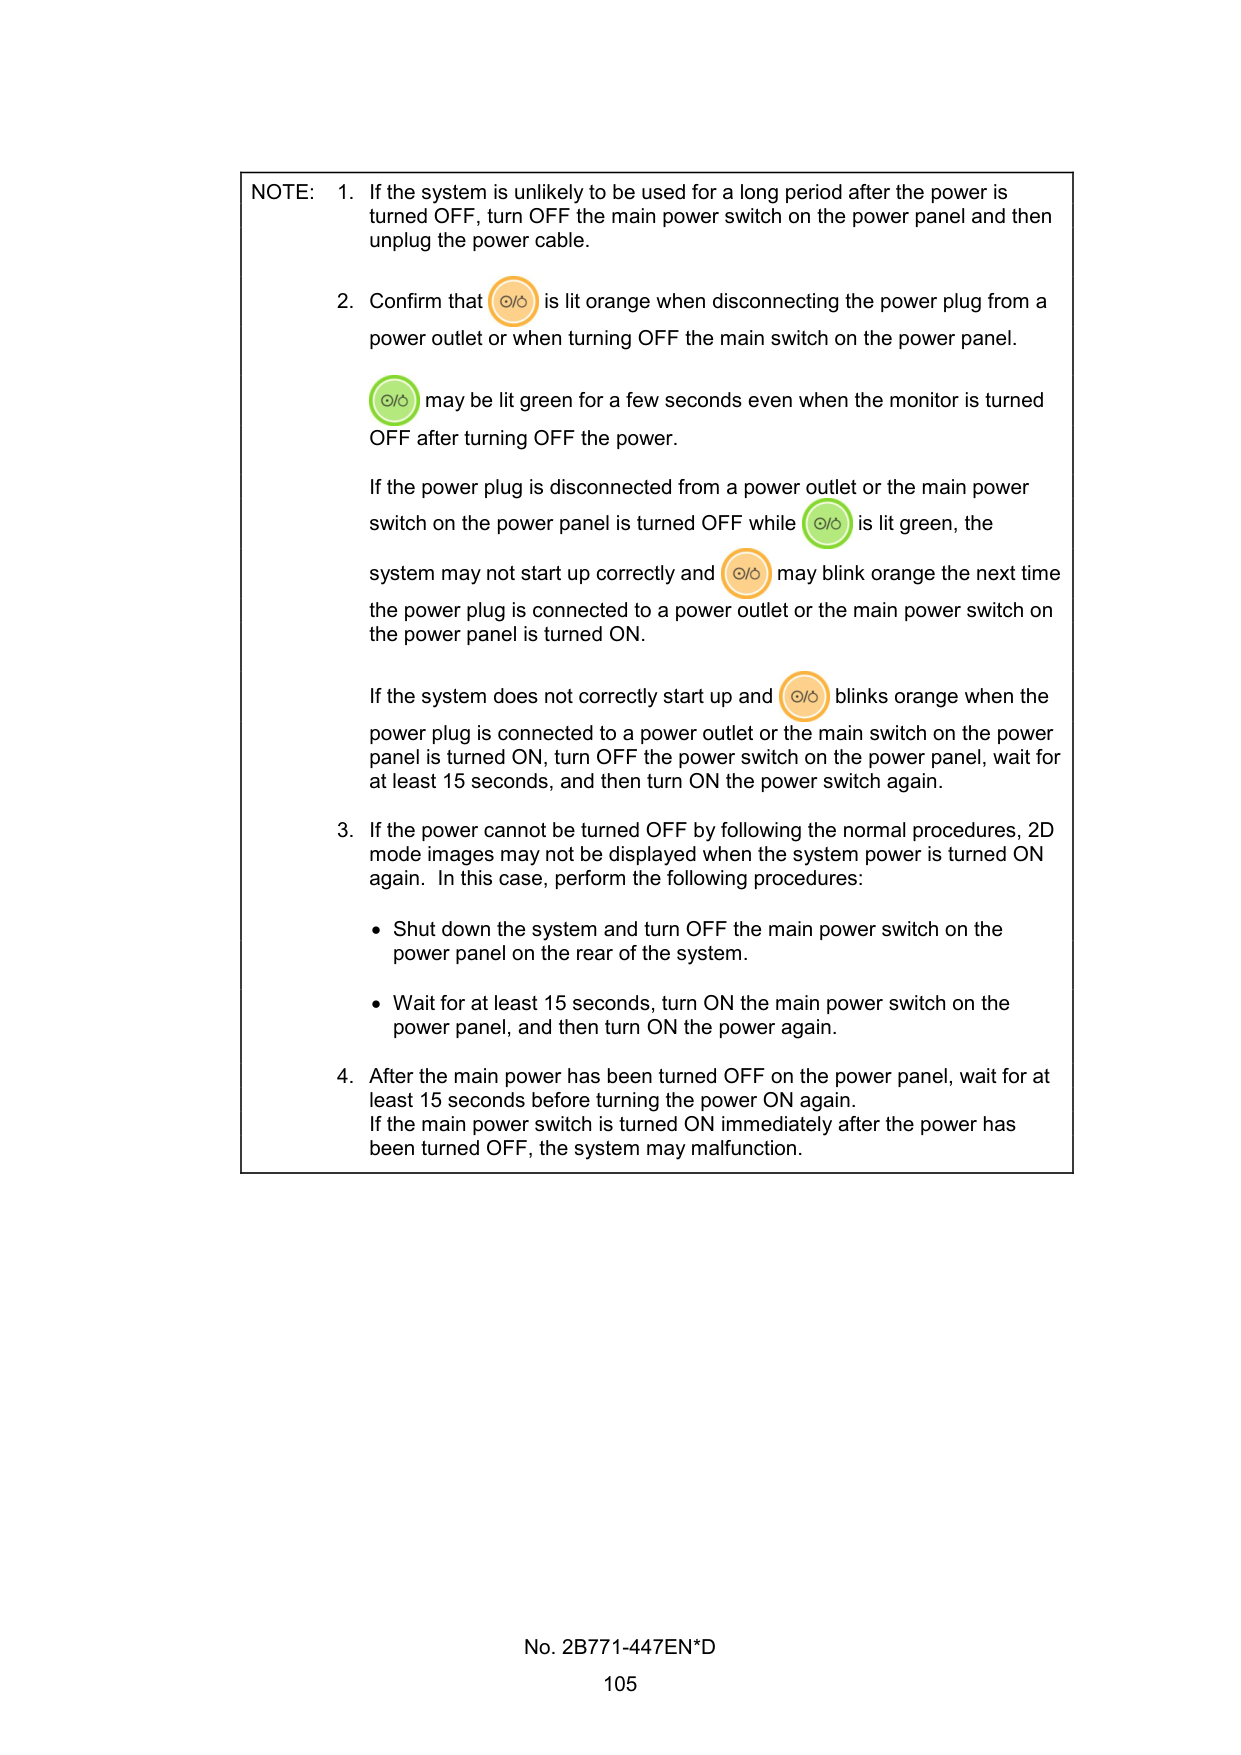 NOTE: 1. If the system is unlikely to be used for a long period after the power is
turned OFF, turn OFF the main power switch on the power panel and then
unplug the power cable.
2. Confirm that is lit orange when disconnecting the power plug from a
power outlet or when turning OFF the main switch on the power panel.
may be lit green for a few seconds even when the monitor is turned
OFF after turning OFF the power.
If the power plug is disconnected from a power outlet or the main power
switch on the power panel is turned OFF while is lit green, the
system may not start up correctly and may blink orange the next time
the power plug is connected to a power outlet or the main power switch on
the power panel is turned ON.
If the system does not correctly start up and blinks orange when the
power plug is connected to a power outlet or the main switch on the power
panel is turned ON, turn OFF the power switch on the power panel, wait for
at least 15 seconds, and then turn ON the power switch again.
3. If the power cannot be turned OFF by following the normal procedures, 2D
mode images may not be displayed when the system power is turned ON
again. In this case, perform the following procedures:
• Shut down the system and turn OFF the main power switch on the
power panel on the rear of the system.
• Wait for at least 15 seconds, turn ON the main power switch on the
power panel, and then turn ON the power again.
4. After the main power has been turned OFF on the power panel, wait for at
least 15 seconds before turning the power ON again.
If the main power switch is turned ON immediately after the power has
been turned OFF, the system may malfunction.
No. 2B771-447EN*D
105